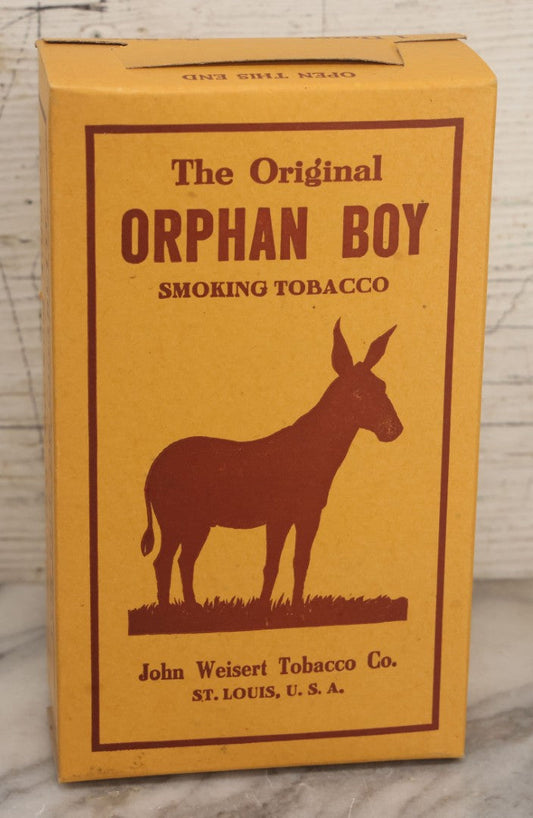 OPEN THIS END
The Original
ORPHAN BOY
SMOKING TOBACCO
John Weisert Tobacco Co.
ST. LOUIS, U. S. A.